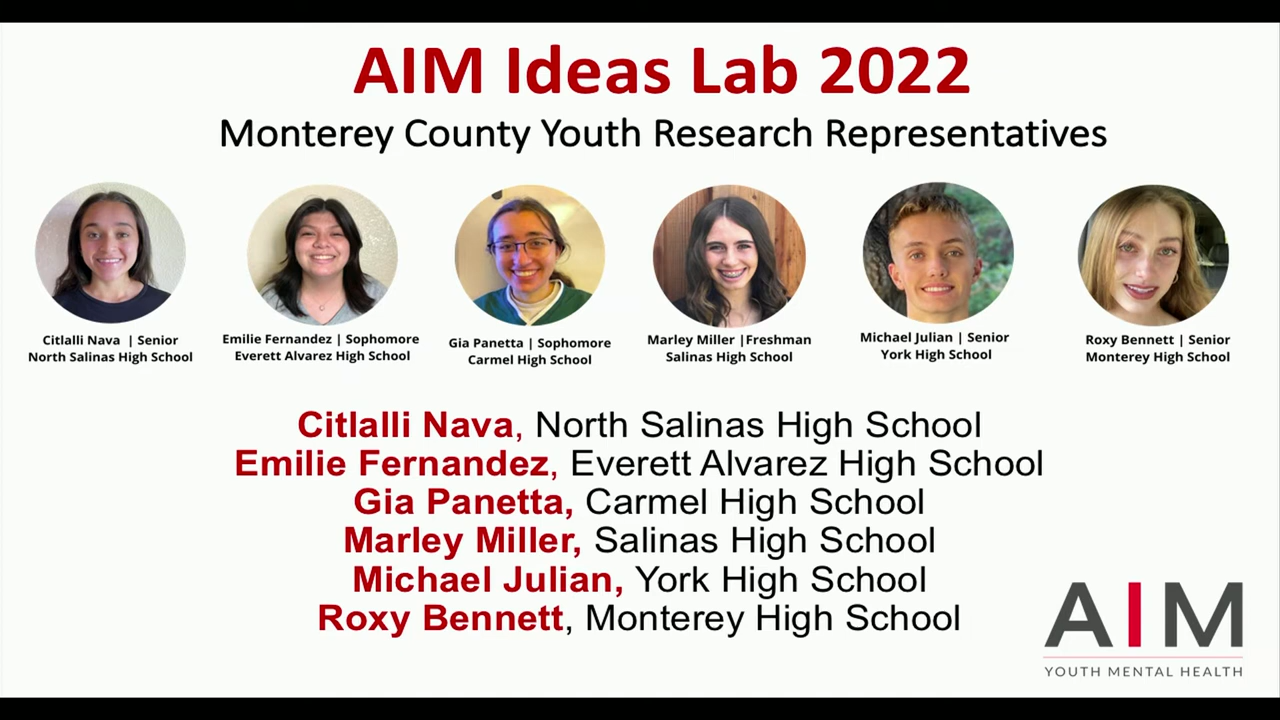 AIM Ideas Lab 2022
Monterey County Youth Research Representatives
Citlalli Nava | Senior
North Salinas High School
Emilie Fernandez | Sophomore
Everett Alvarez High School
Gia Panetta | Sophomore
Carmel High School
Marley Miller |Freshman
Salinas High School
Michael Julian | Senior
York High School
Roxy Bennett | Senior
Monterey High School
Citlalli Nava, North Salinas High School
Emilie Fernandez, Everett Alvarez High School
Gia Panetta, Carmel High School
Marley Miller, Salinas High School
Michael Julian, York High School
Roxy Bennett, Monterey High School
AIM
YOUTH MENTAL HEALTH